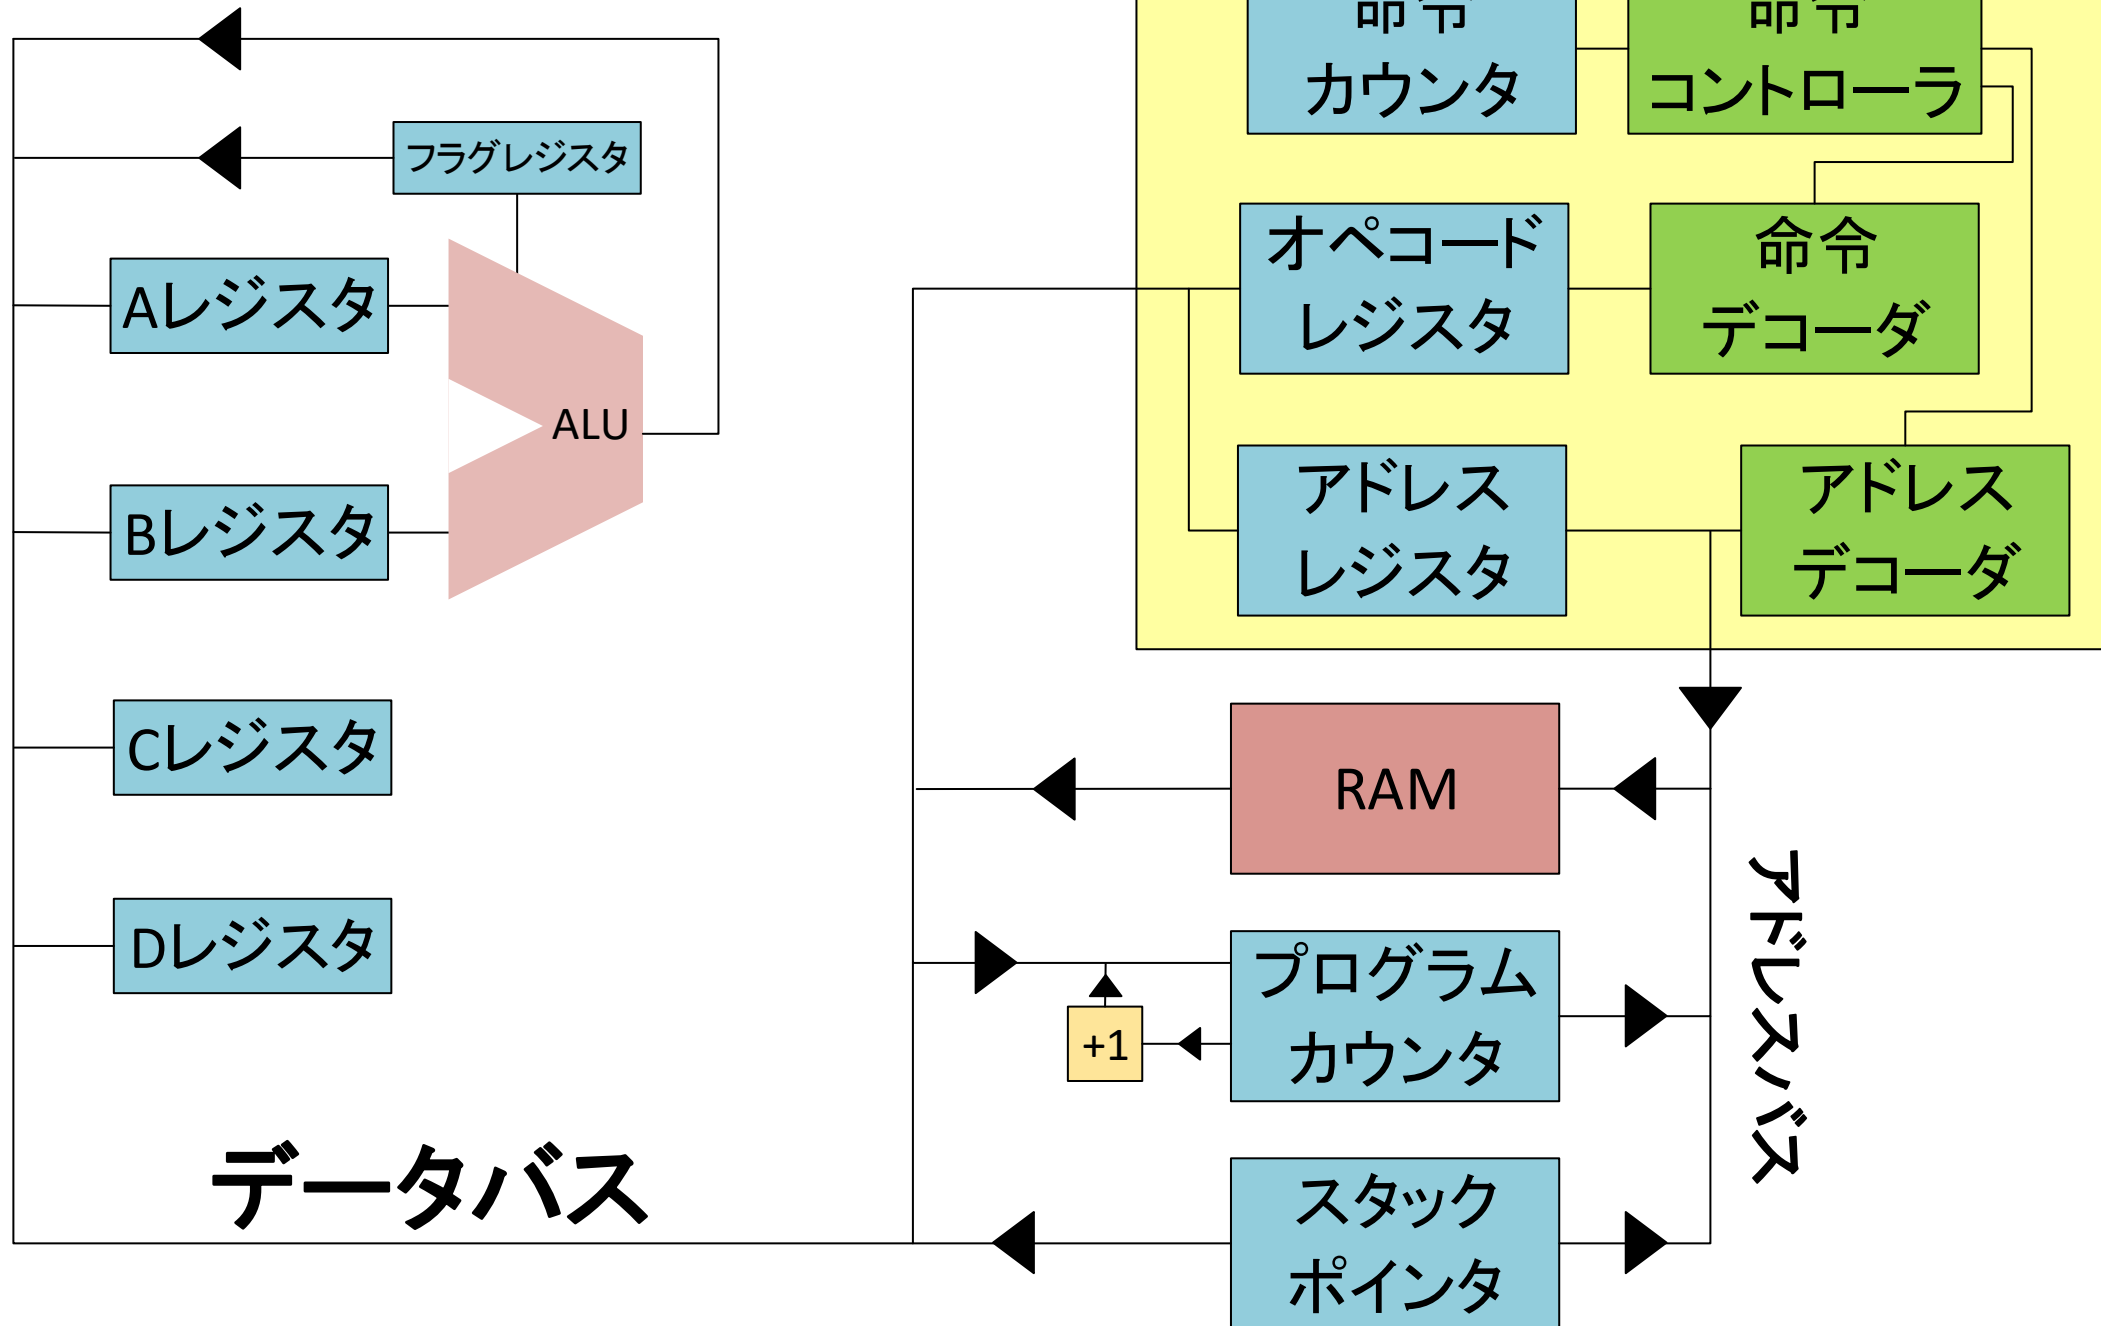 命令
カウンタ
命令
コントローラ
フラグレジスタ
Aレジスタ
オペコード
レジスタ
命令
デコーダ
ALU
Bレジスタ
アドレス
レジスタ
アドレス
デコーダ
Cレジスタ
RAM
Dレジスタ
プログラム
カウンタ
+1
アドレスバス
データバス
スタック
ポインタ